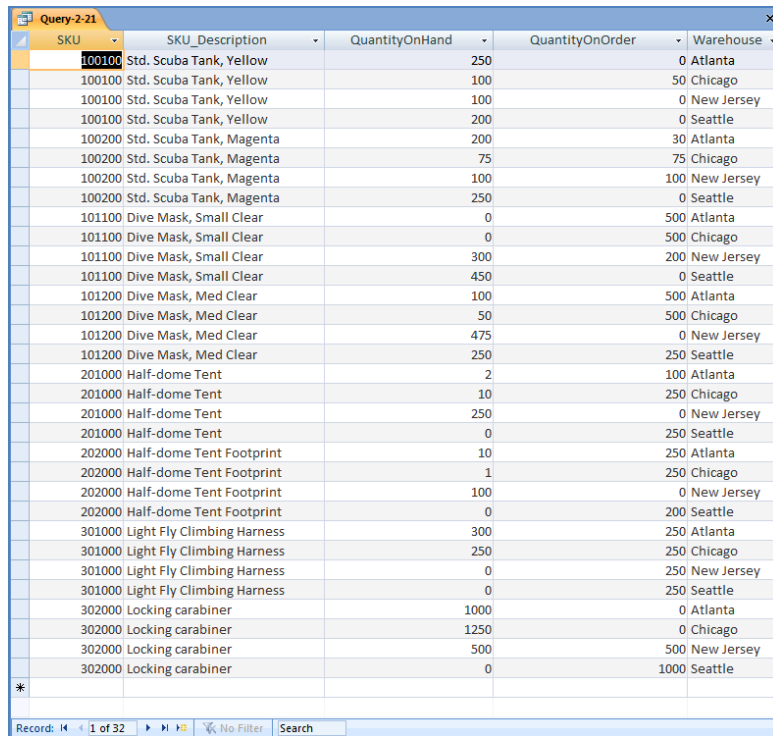 Query-2-21
SKU SKU_Description QuantityOnHand QuantityOnOrder Warehouse
100100 Std. Scuba Tank, Yellow 250 0 Atlanta
100100 Std. Scuba Tank, Yellow 100 50 Chicago
100100 Std. Scuba Tank, Yellow 100 0 New Jersey
100100 Std. Scuba Tank, Yellow 200 0 Seattle
100200 Std. Scuba Tank, Magenta 200 30 Atlanta
100200 Std. Scuba Tank, Magenta 75 75 Chicago
100200 Std. Scuba Tank, Magenta 100 100 New Jersey
100200 Std. Scuba Tank, Magenta 250 0 Seattle
101100 Dive Mask, Small Clear 0 500 Atlanta
101100 Dive Mask, Small Clear 0 500 Chicago
101100 Dive Mask, Small Clear 300 200 New Jersey
101100 Dive Mask, Small Clear 450 0 Seattle
101200 Dive Mask, Med Clear 100 500 Atlanta
101200 Dive Mask, Med Clear 50 500 Chicago
101200 Dive Mask, Med Clear 475 0 New Jersey
101200 Dive Mask, Med Clear 250 250 Seattle
201000 Half-dome Tent 2 100 Atlanta
201000 Half-dome Tent 10 250 Chicago
201000 Half-dome Tent 250 0 New Jersey
201000 Half-dome Tent 0 250 Seattle
202000 Half-dome Tent Footprint 10 250 Atlanta
202000 Half-dome Tent Footprint 1 250 Chicago
202000 Half-dome Tent Footprint 100 0 New Jersey
202000 Half-dome Tent Footprint 0 200 Seattle
301000 Light Fly Climbing Harness 300 250 Atlanta
301000 Light Fly Climbing Harness 250 250 Chicago
301000 Light Fly Climbing Harness 0 250 New Jersey
301000 Light Fly Climbing Harness 0 250 Seattle
302000 Locking carabiner 1000 0 Atlanta
302000 Locking carabiner 1250 0 Chicago
302000 Locking carabiner 500 500 New Jersey
302000 Locking carabiner 0 1000 Seattle
Record: 1 of 32 No Filter Search